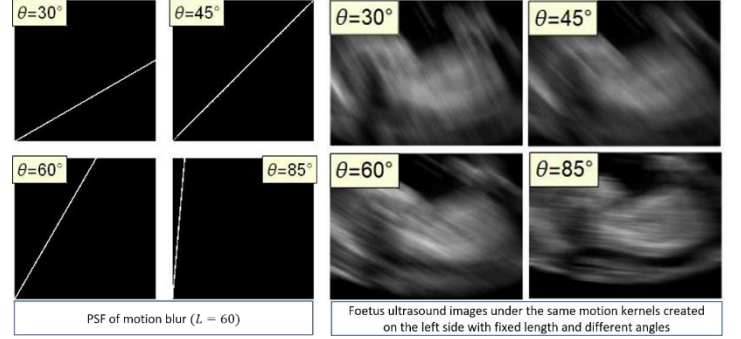 θ=30°
θ=45°
θ=30°
θ=45°
θ=60°
θ=85°
θ=60°
θ=85°
PSF of motion blur (L = 60)
Foetus ultrasound images under the same motion kernels created
on the left side with fixed length and different angles